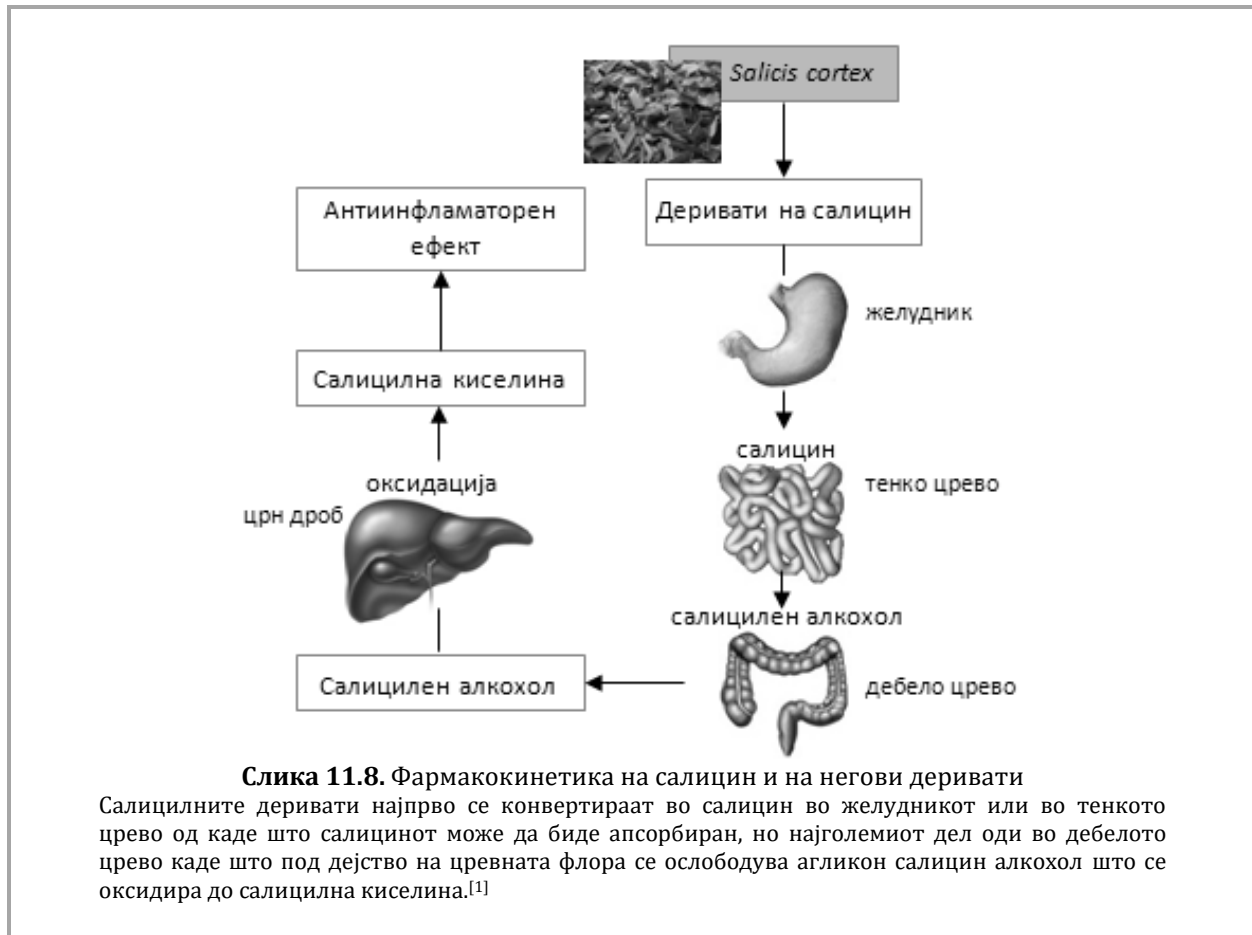 Salicis cortex
Деривати на салицин
желудник
салицин
тенко црево
салицилен алкохол
дебело црево
Салицилен алкохол
црн дроб
оксидација
Салицилна киселина
Антиинфламаторен
ефект
Слика 11.8. Фармакокинетика на салицин и на негови деривати
Салицилните деривати најпрво се конвертираат во салицин во желудникот или во тенкото
црево од каде што салицинот може да биде апсорбиран, но најголемиот дел оди во дебелото
црево каде што под дејство на цревната флора се ослободува агликон салицин алкохол што се
оксидира до салицилна киселина.[1]